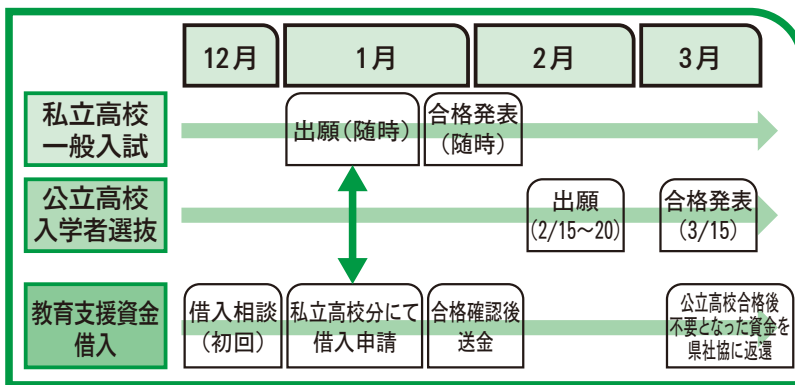 12月
1月
2月
3月
私立高校
一般入試
出願(随時)
合格発表
(随時)
公立高校
入学者選抜
出願
(2/15〜20)
合格発表
(3/15)
教育支援資金
借入
借入相談
(初回)
私立高校分にて
借入申請
合格確認後
送金
公立高校合格後
不要となった資金を
県社協に返還